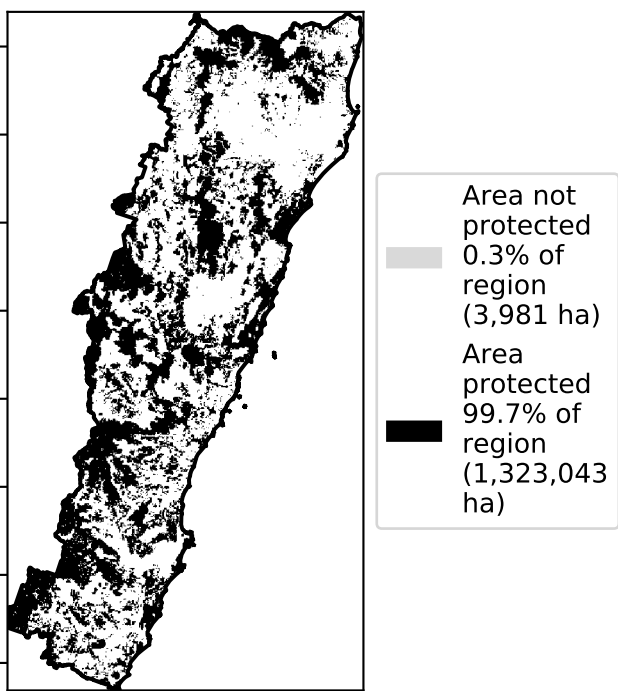 Area not
protected
0.3% of
region
(3,981 ha)
Area
protected
99.7% of
region
(1,323,043
ha)